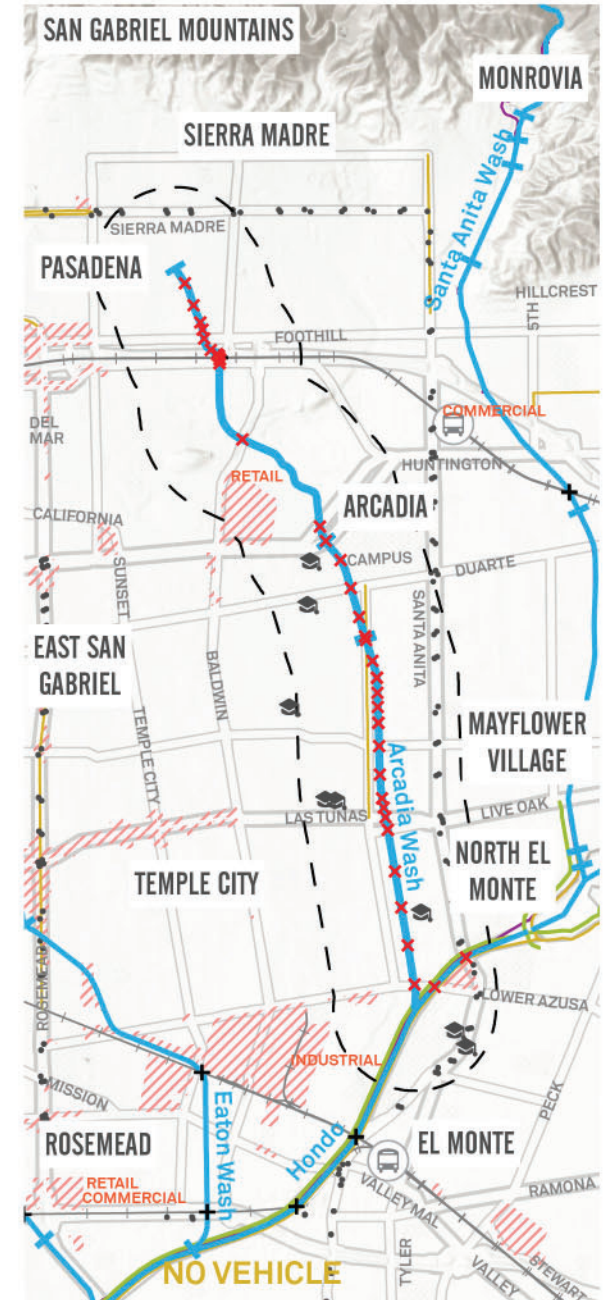 SAN GABRIEL MOUNTAINS
MONROVIA
SIERRA MADRE
Santa Anita Wash
SIERRA MADRE
PASADENA
HILLCREST
5TH
FOOTHILL
COMMERCIAL
DEL
MAR
HUNTINGTON
RETAIL
ARCADIA
CALIFORNIA
CAMPUS
DUARTE
SUNSET
SANTA ANITA
EAST SAN
GABRIEL
BALDWIN
TEMPLE CITY
MAYFLOWER
VILLAGE
Arcadia Wash
LIVE OAK
LAS TUNAS
NORTH EL
MONTE
TEMPLE CITY
ROSEMEAD
LOWER AZUSA
INDUSTRIAL
MISSION
PECK
Eaton Wash
ROSEMEAD
Hondo
EL MONTE
RETAIL
COMMERCIAL
VALLEY MAL
RAMONA
TYLER
NO VEHICLE
VALLEY
STEWART